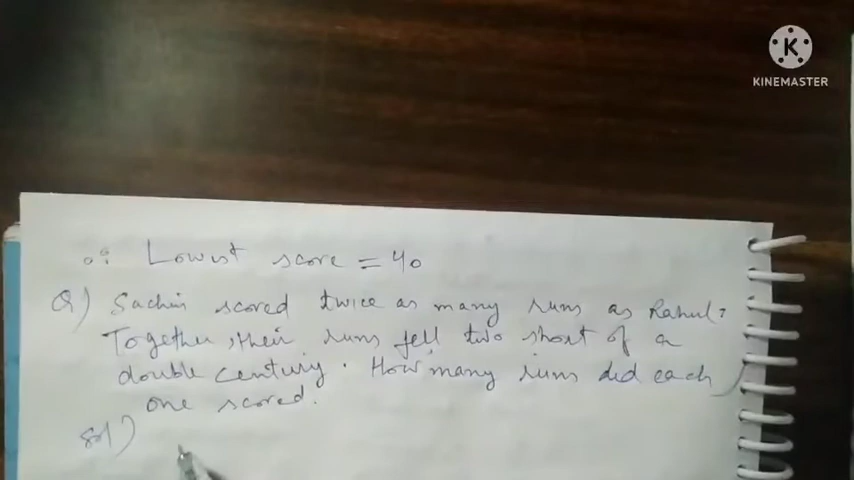 K
KINEMASTER
∴ Lowest score = 40
Q) Sachin scored twice as many runs as Rahul?
Together, their runs fell two short of a
double century. How many runs did each
one scored.
Sol)